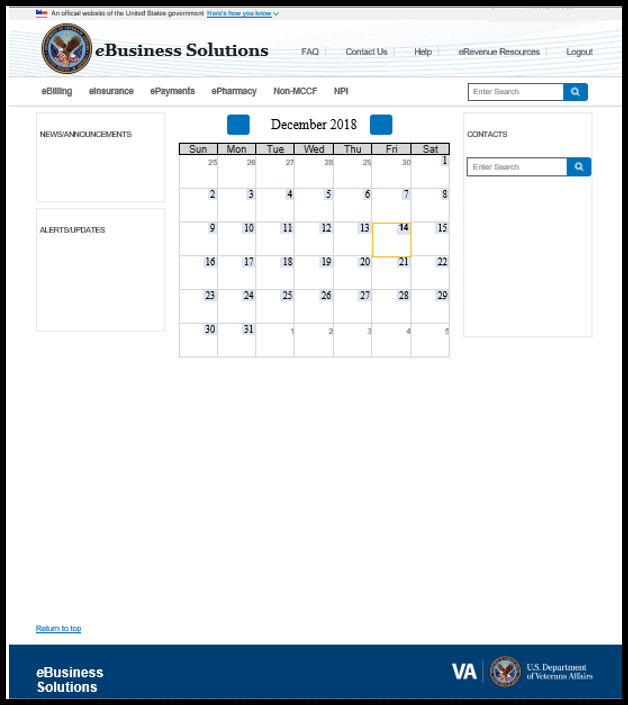 An official website of the United States government Here's how you know
eBusiness Solutions
FAQ Contact Us Help eRevenue Resources Logout
eBilling eInsurance ePayments ePharmacy Non-MCCF NPI
Enter Search
NEWS/ANNOUNCEMENTS
ALERTS/UPDATES
December 2018
Sun Mon Tue Wed Thu Fri Sat
25 26 27 28 29 30 1
2 3 4 5 6 7 8
9 10 11 12 13 14 15
16 17 18 19 20 21 22
23 24 25 26 27 28 29
30 31 1 2 3 4 5
CONTACTS
Enter Search
Return to top
eBusiness
Solutions
VA
U.S. Department
of Veterans Affairs